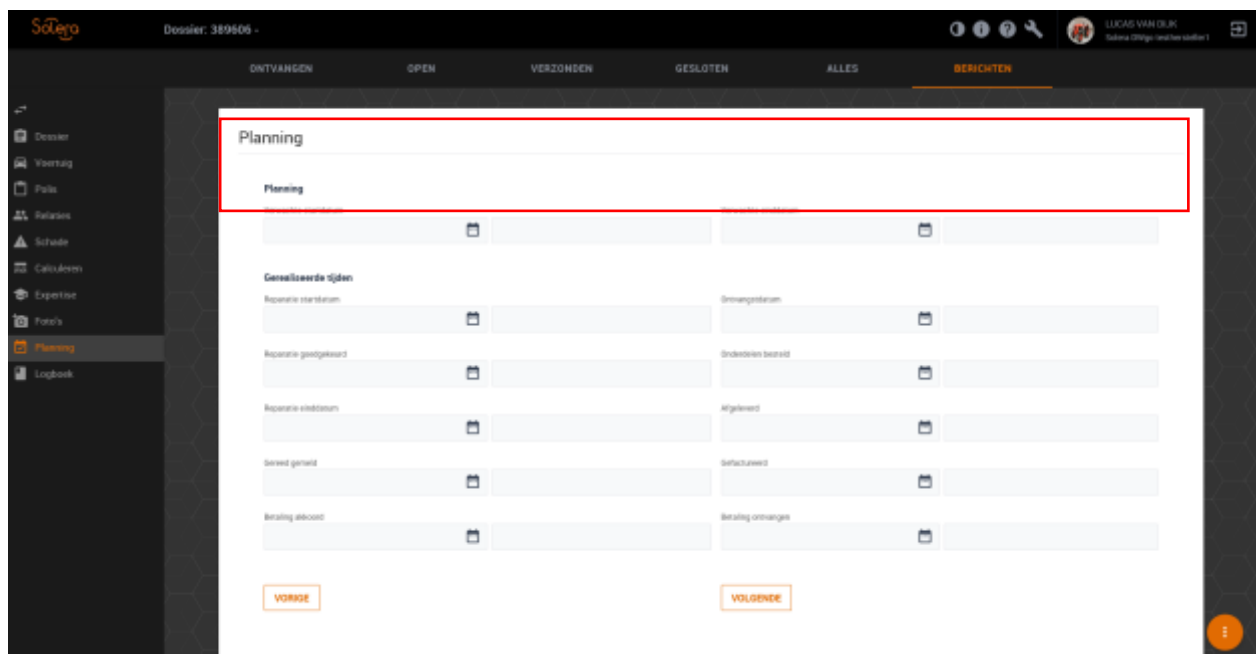 Solera
Dossier: 389606 -
LUCAS VAN DIJK
ONTVANGEN
OPEN
VERZONDEN
GESLOTEN
ALLES
BERICHTEN
Dossier
Voertuig
Polis
Relaties
Schade
Calculeren
Expertise
Foto's
Planning
Logboek
Planning
Planning
Gerealiseerde tijden
Reparatie startdatum
Ontvangstdatum
Reparatie goedgekeurd
Onderdelen besteld
Reparatie einddatum
Afgeleverd
Gereed gemeld
Gefactureerd
Betaling akkoord
Betaling ontvangen
VORIGE
VOLGENDE